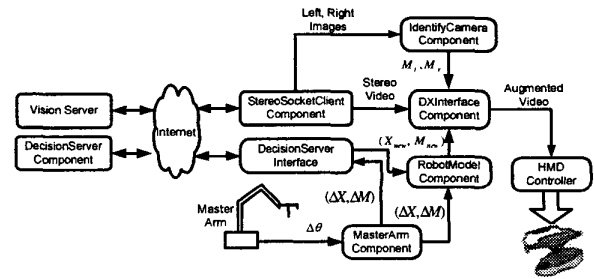 Left, Right
Images
IdentifyCamera
Component
M_l, M_r
Stereo
Video
Augmented
Video
Vision Server
StereoSocketClient
Component
DXInterface
Component
Internet
DecisionServer
Component
DecisionServer
Interface
(X_new, M_new)
RobotModel
Component
HMD
Controller
(ΔX,ΔM)
(ΔX,ΔM)
Master
Arm
Δθ
MasterArm
Component